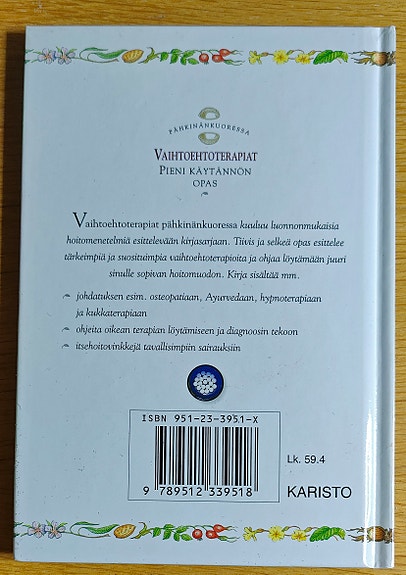 PÄHKINÄNKUORESSA
VAIHTOEHTOTERAPIAT
PIENI KÄYTÄNNÖN
OPAS
Vaihtoehtoterapiat pähkinänkuoressa kuuluu luonnonmukaisia
hoitomenetelmiä esittelevään kirjasarjaan. Tiivis ja selkeä opas esittelee
tärkeimpiä ja suosituimpia vaihtoehtoterapioita ja ohjaa löytämään juuri
sinulle sopivan hoitomuodon. Kirja sisältää mm.
johdatuksen esim. osteopatiaan, Ayurvedaan, hypnoterapiaan
ja kukkaterapiaan
ohjeita oikean terapian löytämiseen ja diagnoosin tekoon
itsehoitovinkkejä tavallisimpiin sairauksiin
ISBN 951-23-3951-X
9 789512 339518
Lk. 59.4
KARISTO